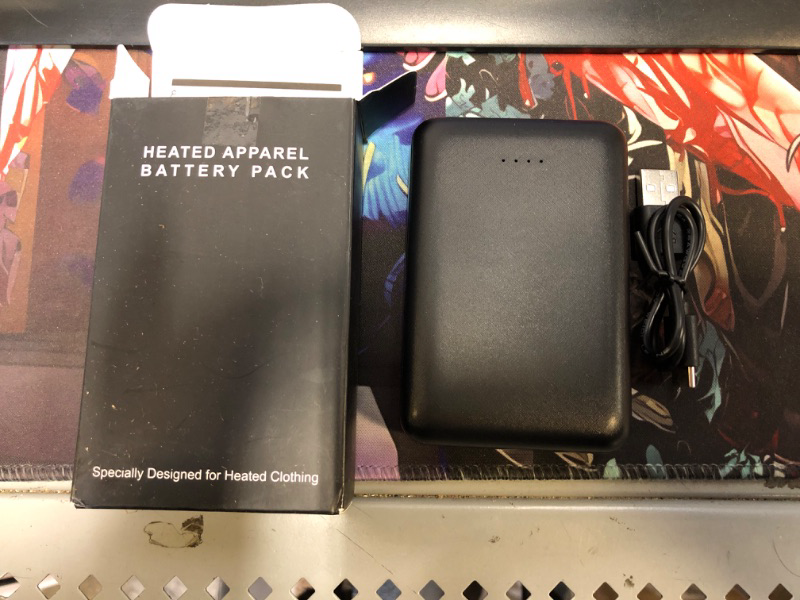 HEATED APPAREL
BATTERY PACK
Specially Designed for Heated Clothing